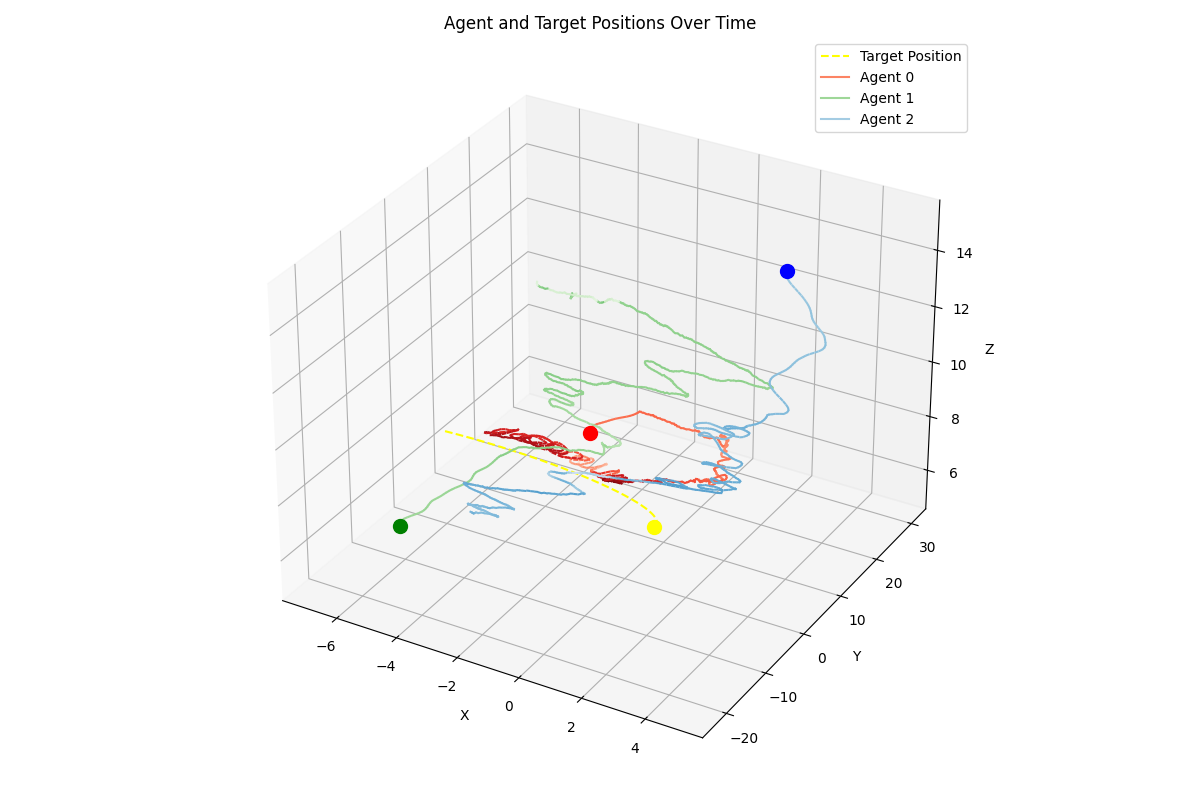 Agent and Target Positions Over Time
Target Position
Agent 0
Agent 1
Agent 2
14
12
10
8
6
Z
30
20
10
0
−10
−20
Y
−6
−4
−2
0
2
4
X